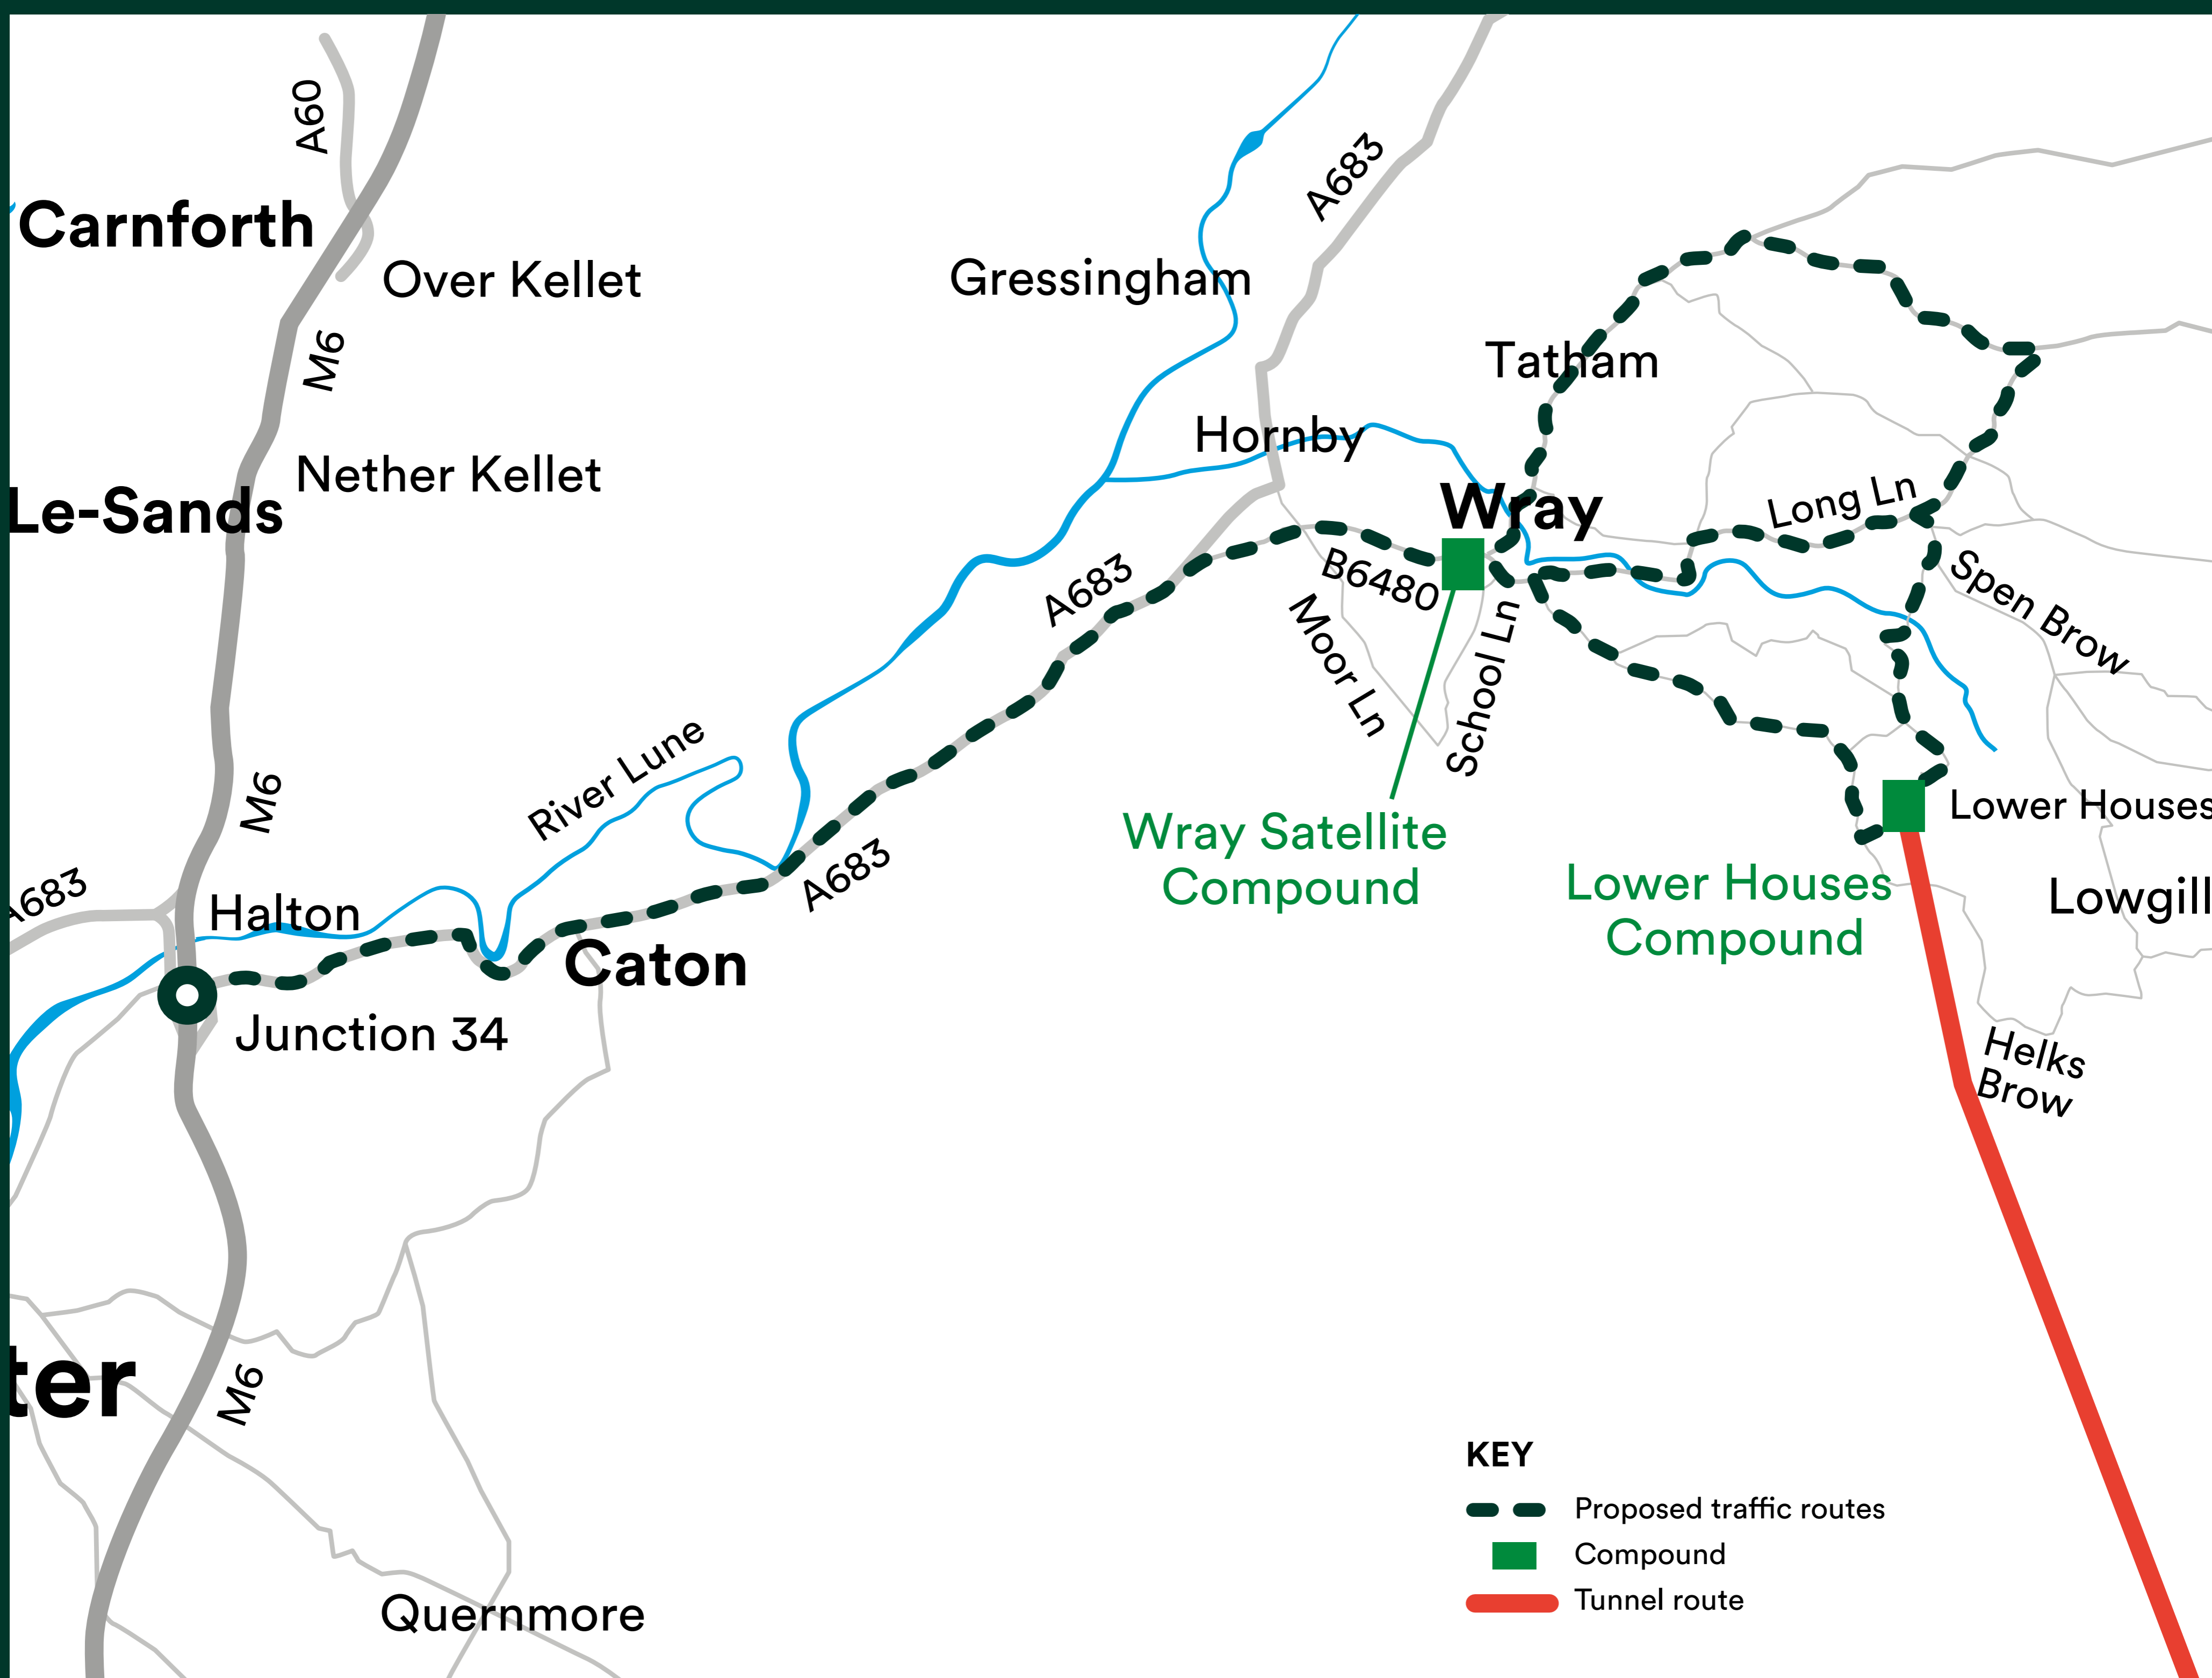 A60
A683
Carnforth
Over Kellet
Gressingham
M6
Tatham
Hornby
Nether Kellet
Le-Sands
Wray
Long Ln
A683
B6480
Spen Brow
Moor Ln
School Ln
River Lune
M6
Wray Satellite
Compound
Lower Houses
A683
A683
Halton
Lower Houses
Compound
Lowgill
Caton
Junction 34
Helks
Brow
ter
M6
Quernmore
KEY
Proposed traffic routes
Compound
Tunnel route